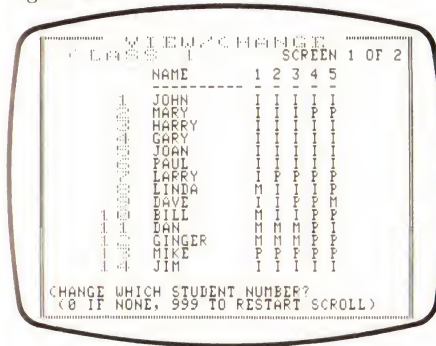 VIEW/CHANGE
CLASS 1 SCREEN 1 OF 2
NAME 1 2 3 4 5
---------- - - - - -
1 JOHN I I I I I
2 MARY I I I P P
3 HARRY I I I I I
4 GARY I I I I I
5 JOAN I I I I I
6 PAUL I I I I I
7 LARRY I P P P P
8 LINDA M I I I P
9 DAVE I I P P M
10 BILL M I I P P
11 DAN M M M P I
12 GINGER M M M P P
13 MIKE P P P P P
14 JIM I I I I I
CHANGE WHICH STUDENT NUMBER?
(0 IF NONE, 999 TO RESTART SCROLL)